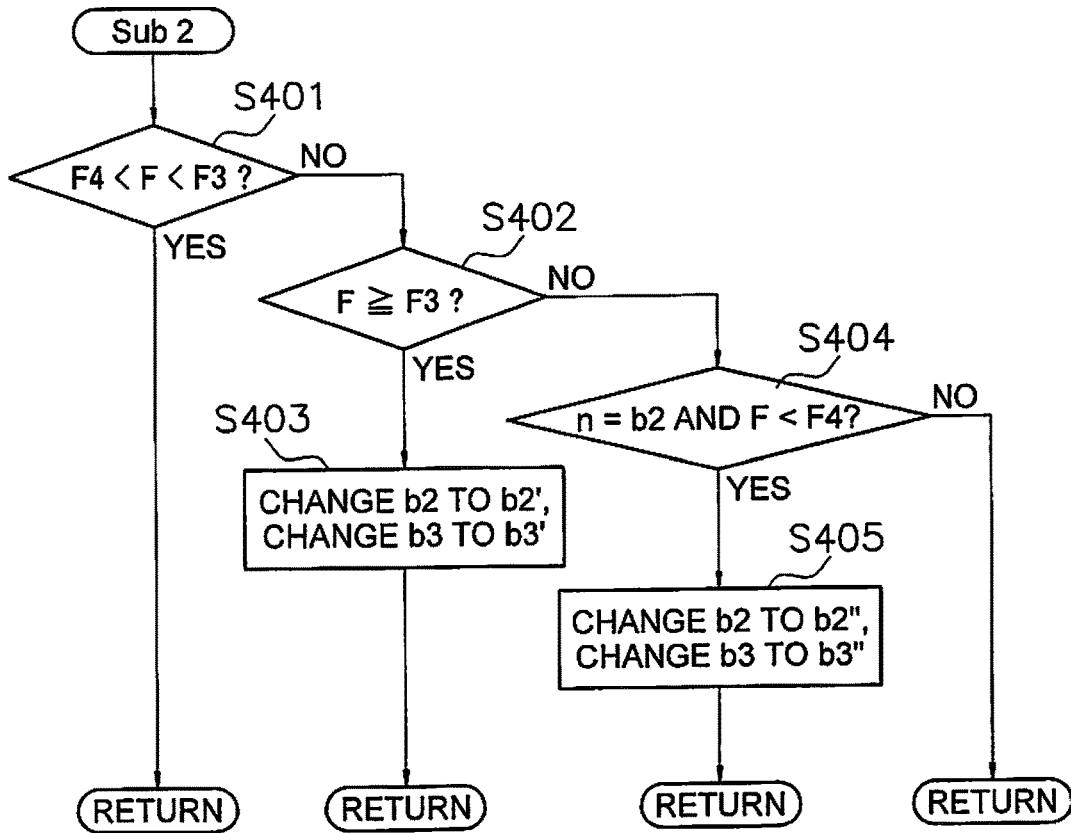 Sub 2
S401
F4 < F < F3 ?
NO
YES
S402
F ≧ F3 ?
NO
YES
S404
n = b2 AND F < F4?
NO
YES
S403
CHANGE b2 TO b2',
CHANGE b3 TO b3'
S405
CHANGE b2 TO b2",
CHANGE b3 TO b3"
RETURN
RETURN
RETURN
RETURN